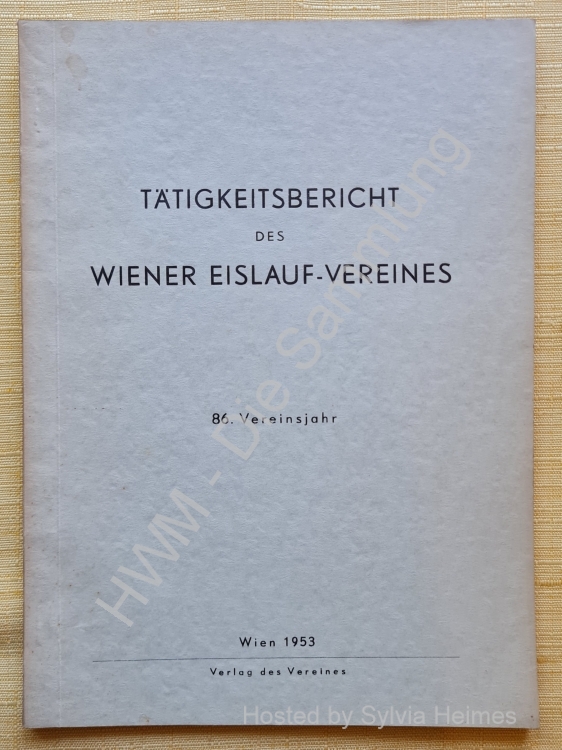 TÄTIGKEITSBERICHT
DES
WIENER EISLAUF-VEREINES
86. Vereinsjahr
Wien 1953
Verlag des Vereines
HWM - Die Sammlung
Hosted by Sylvia Heimes